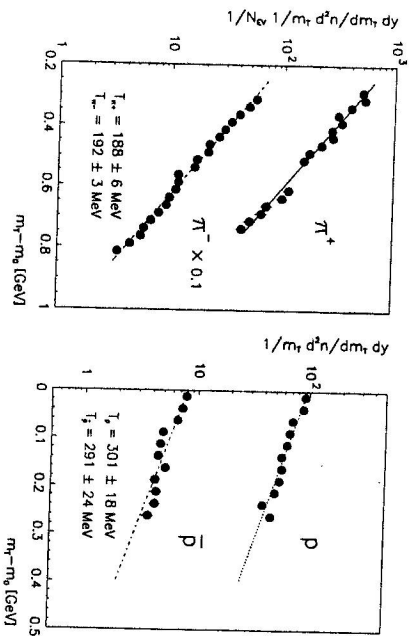 1/N_EV 1/m_T d²n/dm_T dy
1 10 10² 10³
0.2 0.4 0.6 0.8 1
m_T−m_0 [GeV]
T_π+ = 188 ± 6 MeV
T_π− = 192 ± 3 MeV
π⁺
π⁻ × 0.1
1/m_T d²n/dm_T dy
1 10 10²
0 0.1 0.2 0.3 0.4 0.5
m_T−m_0 [GeV]
T_p = 301 ± 18 MeV
T_p̄ = 291 ± 24 MeV
p
p̄